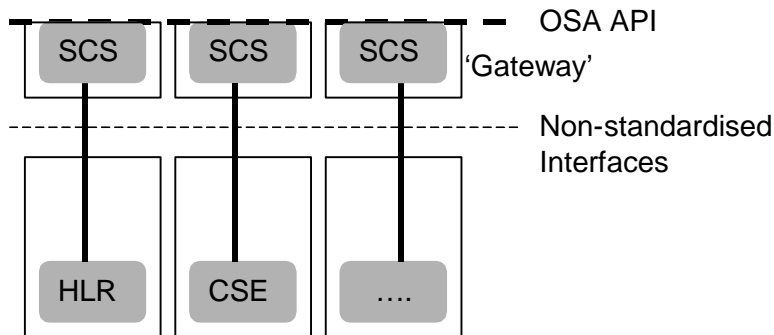 OSA API
SCS SCS SCS
‘Gateway’
Non-standardised
Interfaces
HLR CSE ....